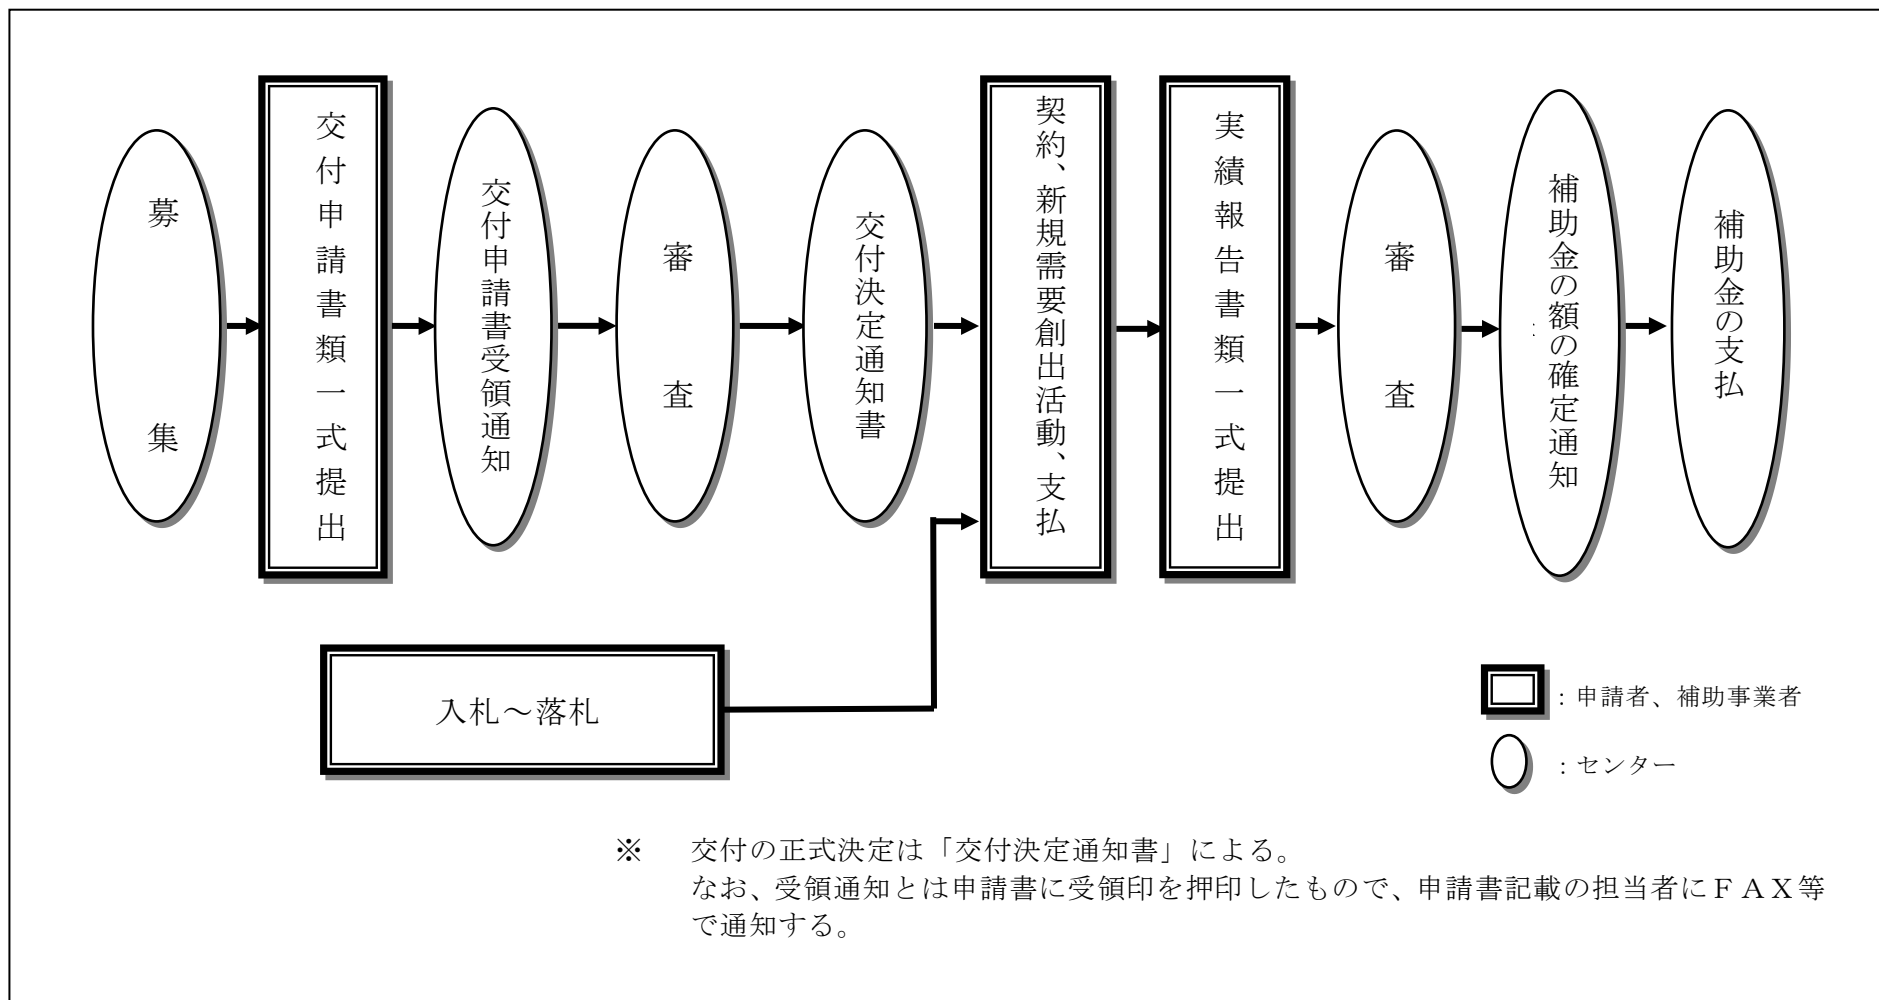 募集
交付申請書類一式提出
交付申請書受領通知
審査
交付決定通知書
契約、新規需要創出活動、支払
実績報告書類一式提出
審査
補助金の額の確定通知
補助金の支払
入札～落札
：申請者、補助事業者
：センター
※　交付の正式決定は「交付決定通知書」による。
なお、受領通知とは申請書に受領印を押印したもので、申請書記載の担当者にＦＡＸ等
で通知する。